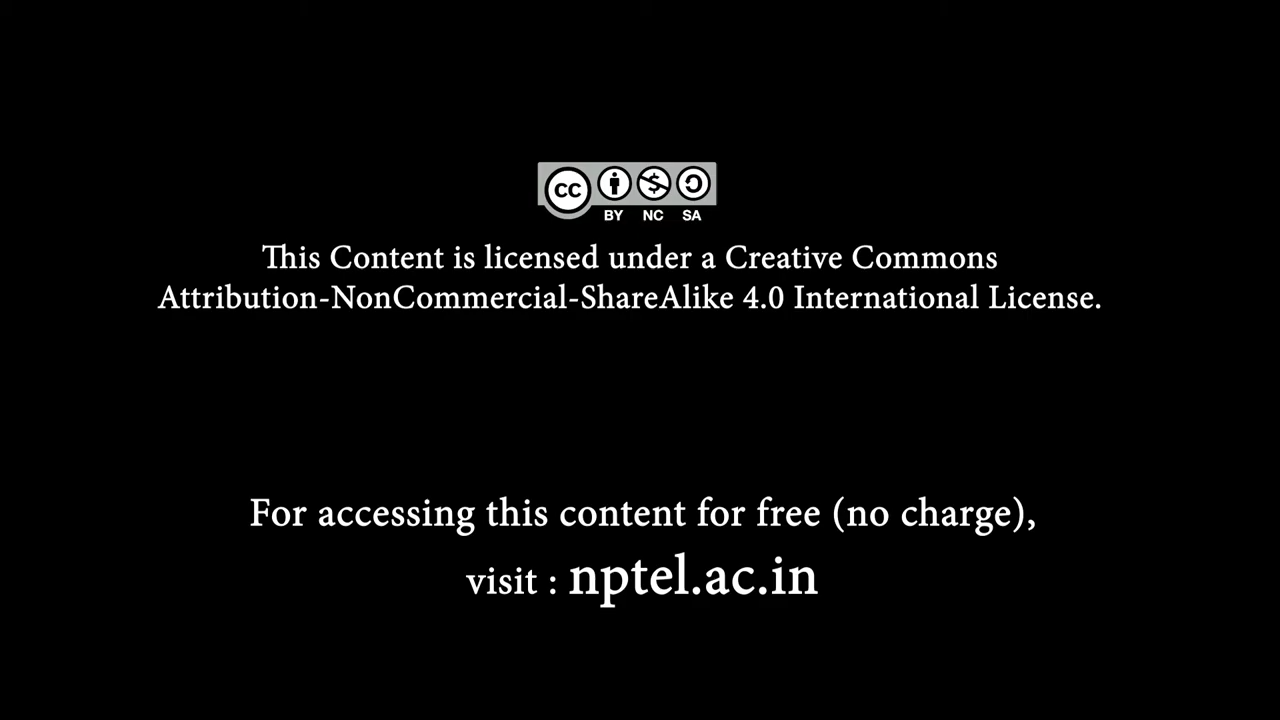 cc
BY NC SA
This Content is licensed under a Creative Commons
Attribution-NonCommercial-ShareAlike 4.0 International License.
For accessing this content for free (no charge),
visit : nptel.ac.in